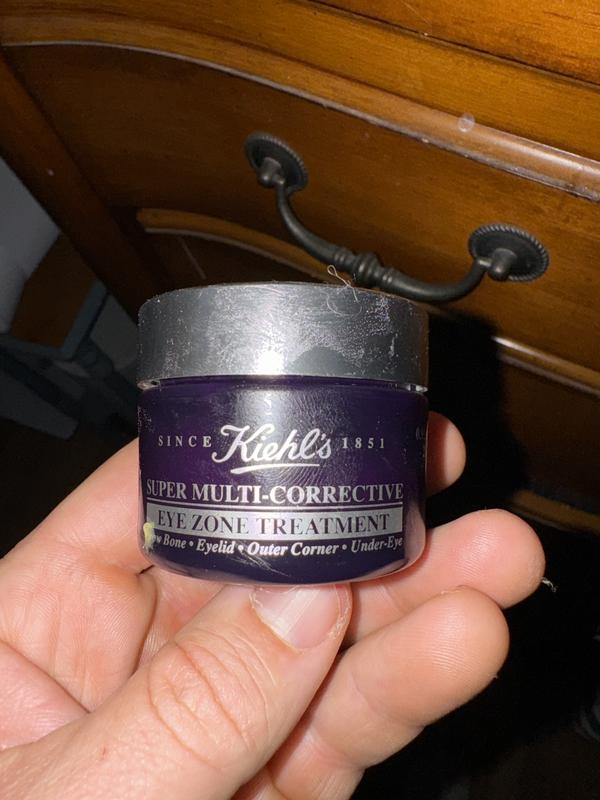 SINCE Kiehl's 1851
SUPER MULTI-CORRECTIVE
EYE ZONE TREATMENT
Bone • Eyelid • Outer Corner • Under-Eye